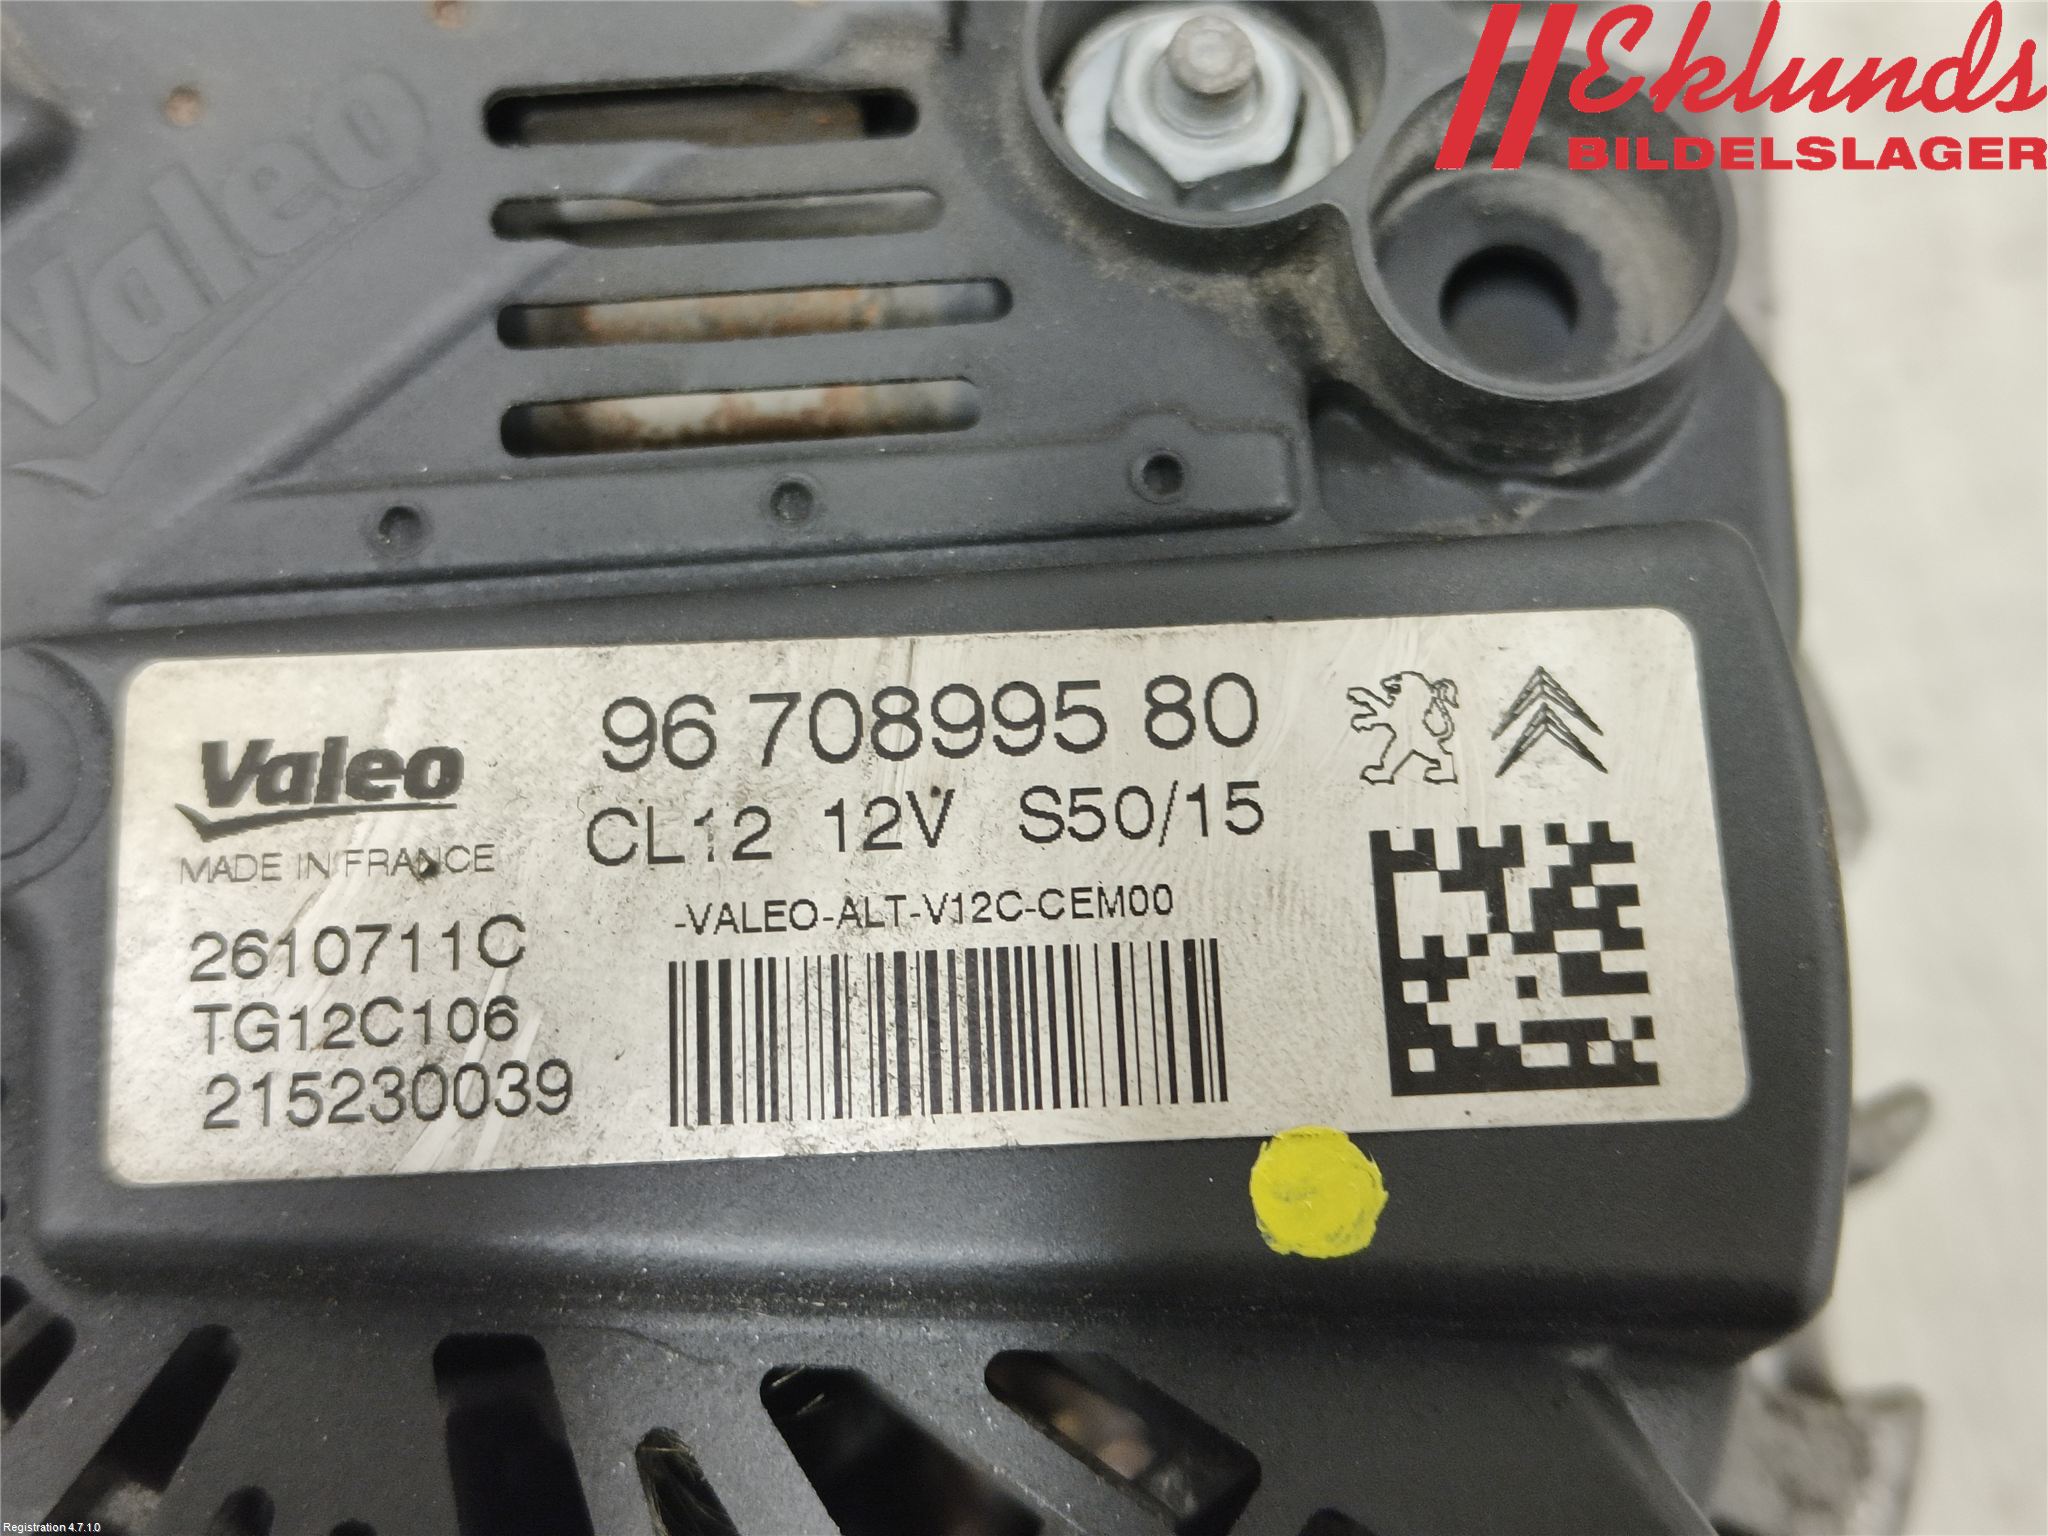 Eklunds
BILDELSLAGER
Valeo
Valeo
MADE IN FRANCE
2610711C
TG12C106
215230039
96 708995 80
CL12 12V S50/15
-VALEO-ALT-V12C-CEM00
Registration 4.7.1.0